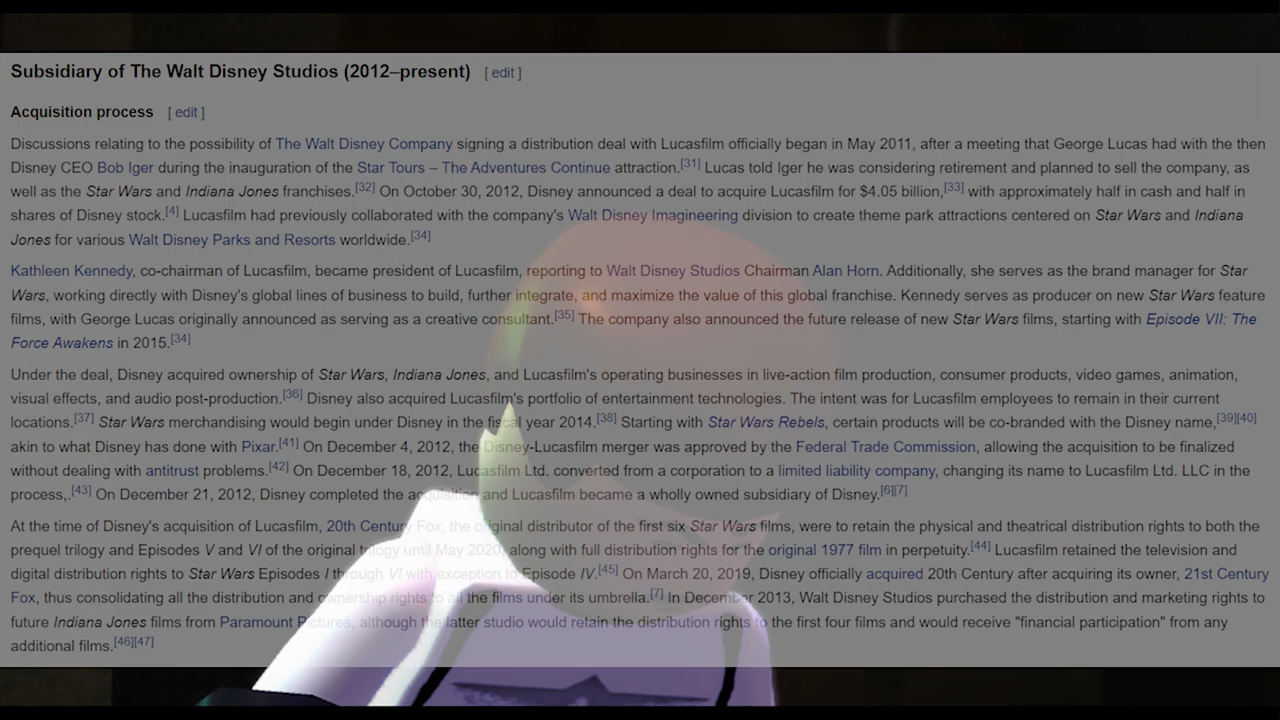 Subsidiary of The Walt Disney Studios (2012–present) [ edit ]
Acquisition process [ edit ]
Discussions relating to the possibility of The Walt Disney Company signing a distribution deal with Lucasfilm officially began in May 2011, after a meeting that George Lucas had with the then
Disney CEO Bob Iger during the inauguration of the Star Tours – The Adventures Continue attraction.[31] Lucas told Iger he was considering retirement and planned to sell the company, as
well as the Star Wars and Indiana Jones franchises.[32] On October 30, 2012, Disney announced a deal to acquire Lucasfilm for $4.05 billion,[33] with approximately half in cash and half in
shares of Disney stock.[4] Lucasfilm had previously collaborated with the company's Walt Disney Imagineering division to create theme park attractions centered on Star Wars and Indiana
Jones for various Walt Disney Parks and Resorts worldwide.[34]
Kathleen Kennedy, co-chairman of Lucasfilm, became president of Lucasfilm, reporting to Walt Disney Studios Chairman Alan Horn. Additionally, she serves as the brand manager for Star
Wars, working directly with Disney's global lines of business to build, further integrate, and maximize the value of this global franchise. Kennedy serves as producer on new Star Wars feature
films, with George Lucas originally announced as serving as a creative consultant.[35] The company also announced the future release of new Star Wars films, starting with Episode VII: The
Force Awakens in 2015.[34]
Under the deal, Disney acquired ownership of Star Wars, Indiana Jones, and Lucasfilm's operating businesses in live-action film production, consumer products, video games, animation,
visual effects, and audio post-production.[36] Disney also acquired Lucasfilm's portfolio of entertainment technologies. The intent was for Lucasfilm employees to remain in their current
locations.[37] Star Wars merchandising would begin under Disney in the fiscal year 2014.[38] Starting with Star Wars Rebels, certain products will be co-branded with the Disney name,[39][40]
akin to what Disney has done with Pixar.[41] On December 4, 2012, the Disney-Lucasfilm merger was approved by the Federal Trade Commission, allowing the acquisition to be finalized
without dealing with antitrust problems.[42] On December 18, 2012, Lucasfilm Ltd. converted from a corporation to a limited liability company, changing its name to Lucasfilm Ltd. LLC in the
process,.[43] On December 21, 2012, Disney completed the acquisition and Lucasfilm became a wholly owned subsidiary of Disney.[6][7]
At the time of Disney's acquisition of Lucasfilm, 20th Century Fox, the original distributor of the first six Star Wars films, were to retain the physical and theatrical distribution rights to both the
prequel trilogy and Episodes V and VI of the original trilogy until May 2020, along with full distribution rights for the original 1977 film in perpetuity.[44] Lucasfilm retained the television and
digital distribution rights to Star Wars Episodes I through VI with exception to Episode IV.[45] On March 20, 2019, Disney officially acquired 20th Century after acquiring its owner, 21st Century
Fox, thus consolidating all the distribution and ownership rights to all the films under its umbrella.[7] In December 2013, Walt Disney Studios purchased the distribution and marketing rights to
future Indiana Jones films from Paramount Pictures, although the latter studio would retain the distribution rights to the first four films and would receive "financial participation" from any
additional films.[46][47]